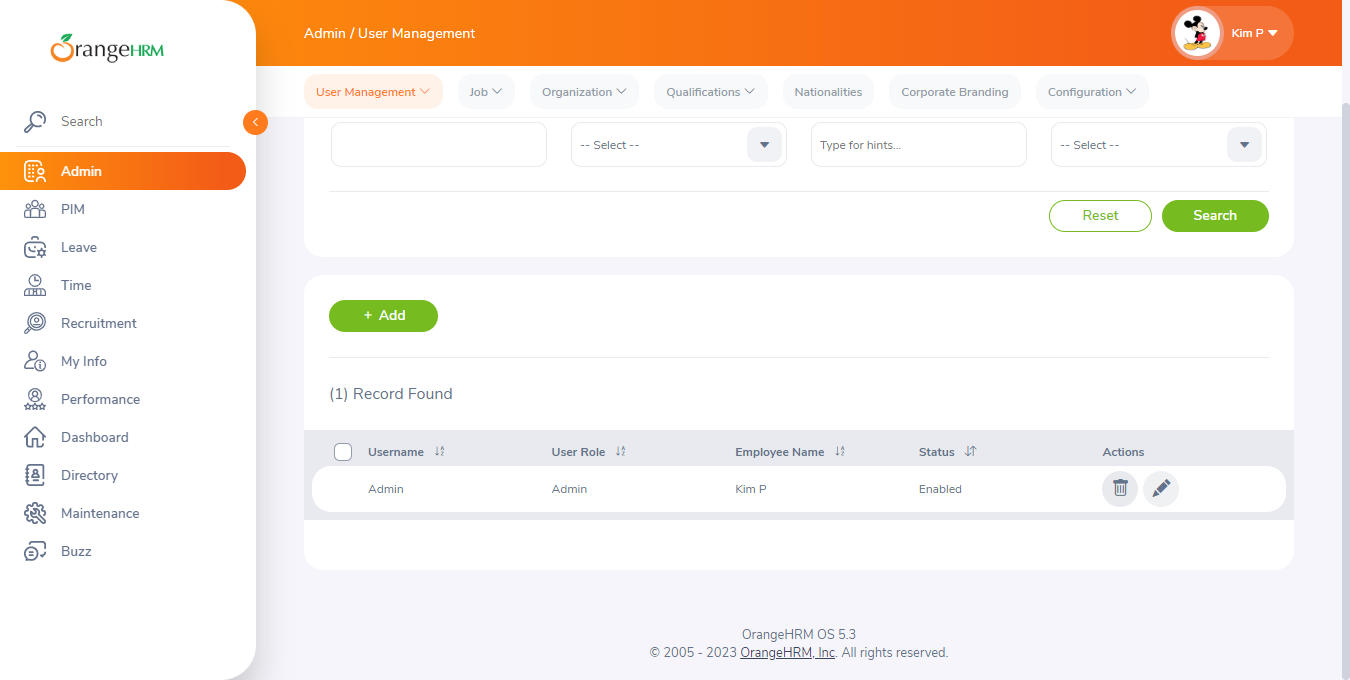 OrangeHRM
Admin / User Management
Kim P
User Management
Job
Organization
Qualifications
Nationalities
Corporate Branding
Configuration
Search
Admin
PIM
Leave
Time
Recruitment
My Info
Performance
Dashboard
Directory
Maintenance
Buzz
-- Select --
Type for hints...
-- Select --
Reset
Search
+ Add
(1) Record Found
Username
User Role
Employee Name
Status
Actions
Admin
Admin
Kim P
Enabled
OrangeHRM OS 5.3
© 2005 - 2023 OrangeHRM, Inc. All rights reserved.